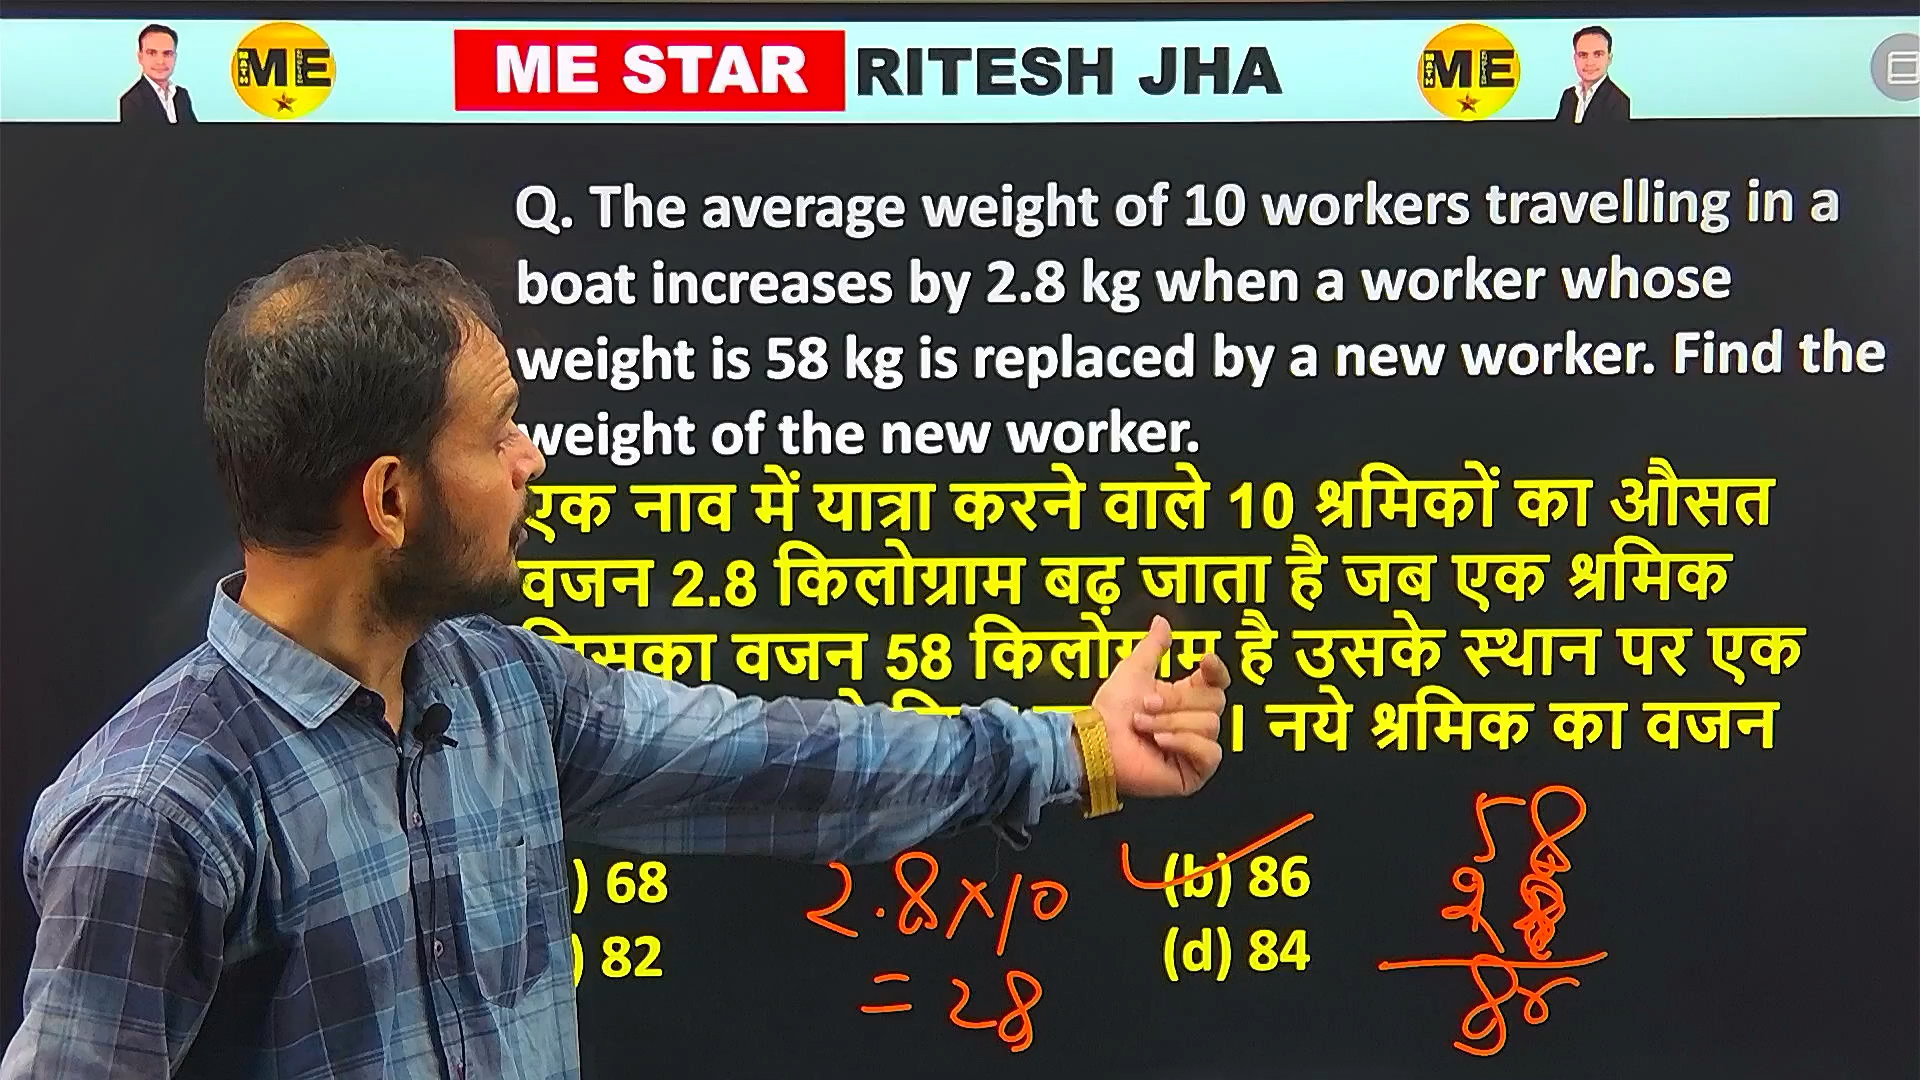 ME STAR RITESH JHA
ME
ME
Q. The average weight of 10 workers travelling in a
boat increases by 2.8 kg when a worker whose
weight is 58 kg is replaced by a new worker. Find the
weight of the new worker.
एक नाव में यात्रा करने वाले 10 श्रमिकों का औसत
वजन 2.8 किलोग्राम बढ़ जाता है जब एक श्रमिक
वजन 58 किलोग्राम है उसके स्थान पर एक
। नये श्रमिक का वजन
) 68
(b) 86
) 82
(d) 84
2.8×10
= 28
58